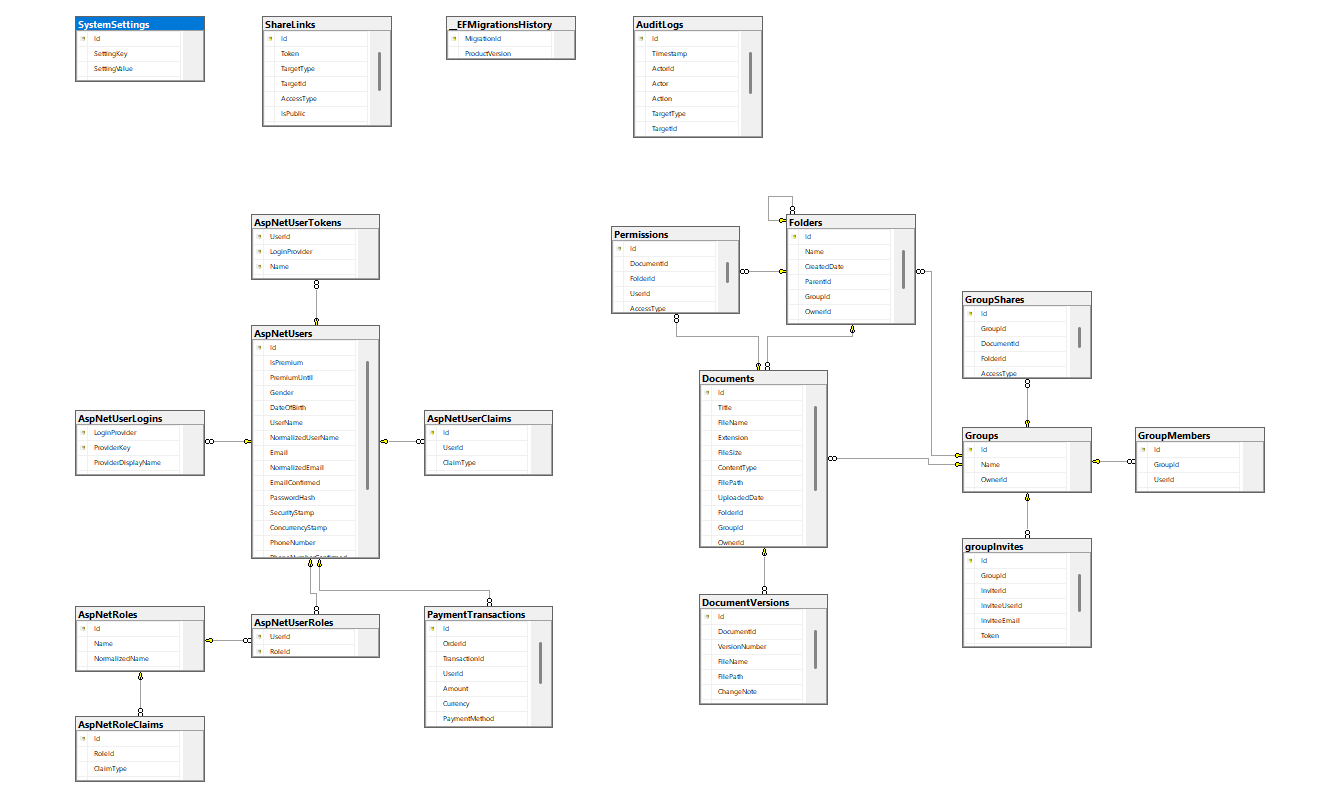 SystemSettings
Id
SettingKey
SettingValue
ShareLinks
Id
Token
TargetType
TargetId
AccessType
IsPublic
__EFMigrationsHistory
MigrationId
ProductVersion
AuditLogs
Id
Timestamp
ActorId
Actor
Action
TargetType
TargetId
AspNetUserTokens
UserId
LoginProvider
Name
Permissions
Id
DocumentId
FolderId
UserId
AccessType
Folders
Id
Name
CreatedDate
ParentId
GroupId
OwnerId
GroupShares
Id
GroupId
DocumentId
FolderId
AccessType
AspNetUsers
Id
IsPremium
PremiumUntil
Gender
DateOfBirth
UserName
NormalizedUserName
Email
NormalizedEmail
EmailConfirmed
PasswordHash
SecurityStamp
ConcurrencyStamp
PhoneNumber
PhoneNumberConfirmed
AspNetUserLogins
LoginProvider
ProviderKey
ProviderDisplayName
AspNetUserClaims
Id
UserId
ClaimType
Documents
Id
Title
FileName
Extension
FileSize
ContentType
FilePath
UploadedDate
FolderId
GroupId
OwnerId
Groups
Id
Name
OwnerId
GroupMembers
Id
GroupId
UserId
groupInvites
Id
GroupId
InviterId
InviteeUserId
InviteeEmail
Token
AspNetRoles
Id
Name
NormalizedName
AspNetUserRoles
UserId
RoleId
PaymentTransactions
Id
OrderId
TransactionId
UserId
Amount
Currency
PaymentMethod
DocumentVersions
Id
DocumentId
VersionNumber
FileName
FilePath
ChangeNote
AspNetRoleClaims
Id
RoleId
ClaimType